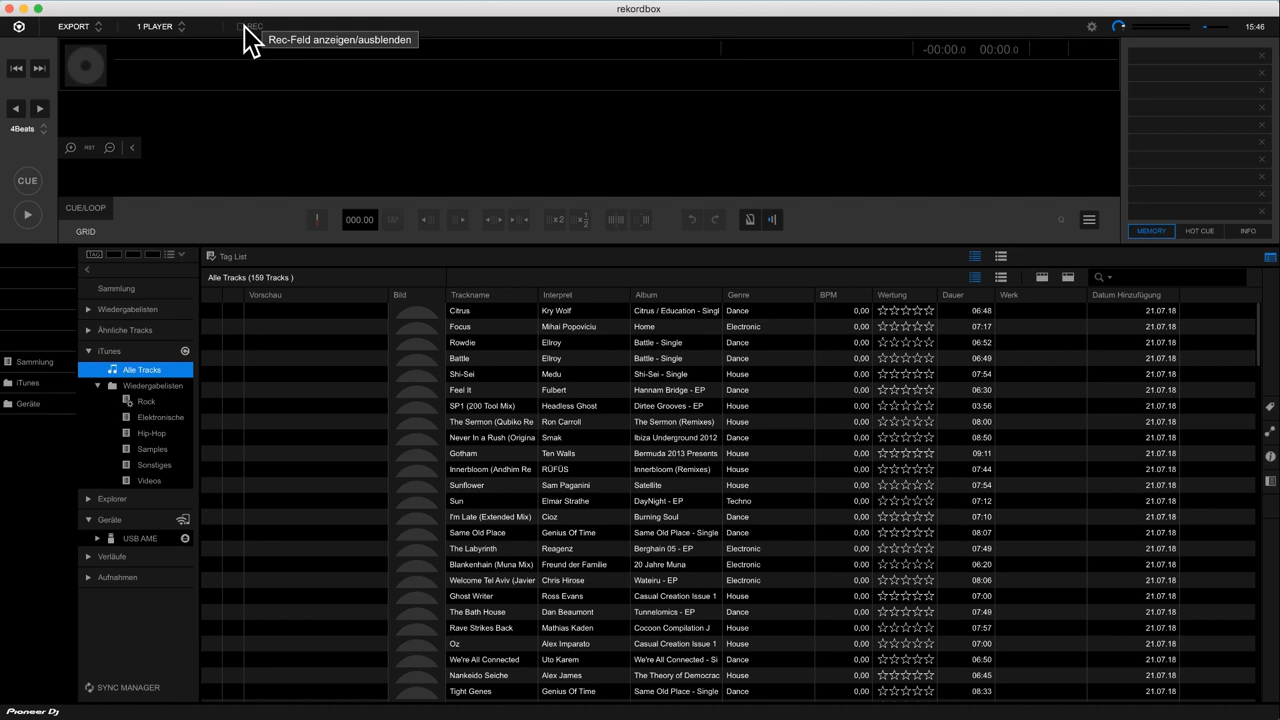 rekordbox
EXPORT 1 PLAYER REC 15:46
Rec-Feld anzeigen/ausblenden
-00:00.0 00:00.0
4Beats
RST
CUE
CUE/LOOP
000.00 TAP x2 x1/2
GRID
MEMORY HOT CUE INFO
TAG Tag List
Alle Tracks (159 Tracks )
Sammlung
Wiedergabelisten
Ähnliche Tracks
iTunes
Alle Tracks
Wiedergabelisten
Rock
Elektronische
Hip-Hop
Samples
Sonstiges
Videos
Explorer
Geräte
USB AME
Verläufe
Aufnahmen
SYNC MANAGER
Sammlung
iTunes
Geräte
Vorschau Bild Trackname Interpret Album Genre BPM Wertung Dauer Werk Datum Hinzufügung
Citrus Kry Wolf Citrus / Education - Singl Dance 0,00 06:48 21.07.18
Focus Mihai Popoviciu Home Electronic 0,00 07:17 21.07.18
Rowdie Ellroy Battle - Single Dance 0,00 06:52 21.07.18
Battle Ellroy Battle - Single Dance 0,00 06:49 21.07.18
Shi-Sei Medu Shi-Sei - Single House 0,00 07:54 21.07.18
Feel It Fulbert Hannam Bridge - EP Dance 0,00 06:30 21.07.18
SP1 (200 Tool Mix) Headless Ghost Dirtee Grooves - EP House 0,00 03:56 21.07.18
The Sermon (Qubiko Re Ron Carroll The Sermon (Remixes) House 0,00 08:00 21.07.18
Never In a Rush (Origina Smak Ibiza Underground 2012 Dance 0,00 08:50 21.07.18
Gotham Ten Walls Bermuda 2013 Presents House 0,00 09:11 21.07.18
Innerbloom (Andhim Re RÜFÜS Innerbloom (Remixes) House 0,00 07:44 21.07.18
Sunflower Sam Paganini Satellite House 0,00 07:54 21.07.18
Sun Elmar Strathe DayNight - EP Techno 0,00 07:12 21.07.18
I'm Late (Extended Mix) Cioz Burning Soul Dance 0,00 07:10 21.07.18
Same Old Place Genius Of Time Same Old Place - Single Dance 0,00 08:07 21.07.18
The Labyrinth Reagenz Berghain 05 - EP Electronic 0,00 07:49 21.07.18
Blankenhain (Muna Mix) Freund der Familie 20 Jahre Muna Electronic 0,00 06:20 21.07.18
Welcome Tel Aviv (Javier Chris Hirose Wateiru - EP Electronic 0,00 08:06 21.07.18
Ghost Writer Ross Evans Casual Creation Issue 1 House 0,00 07:00 21.07.18
The Bath House Dan Beaumont Tunnelomics - EP Dance 0,00 07:49 21.07.18
Rave Strikes Back Mathias Kaden Cocoon Compilation J House 0,00 07:57 21.07.18
Oz Alex Imparato Casual Creation Issue 1 House 0,00 07:00 21.07.18
We're All Connected Uto Karem We're All Connected - Si Dance 0,00 06:50 21.07.18
Nankeido Seiche Alex James The Theory of Democrac House 0,00 06:45 21.07.18
Tight Genes Genius Of Time Same Old Place - Single Dance 0,00 08:33 21.07.18
Pioneer Dj